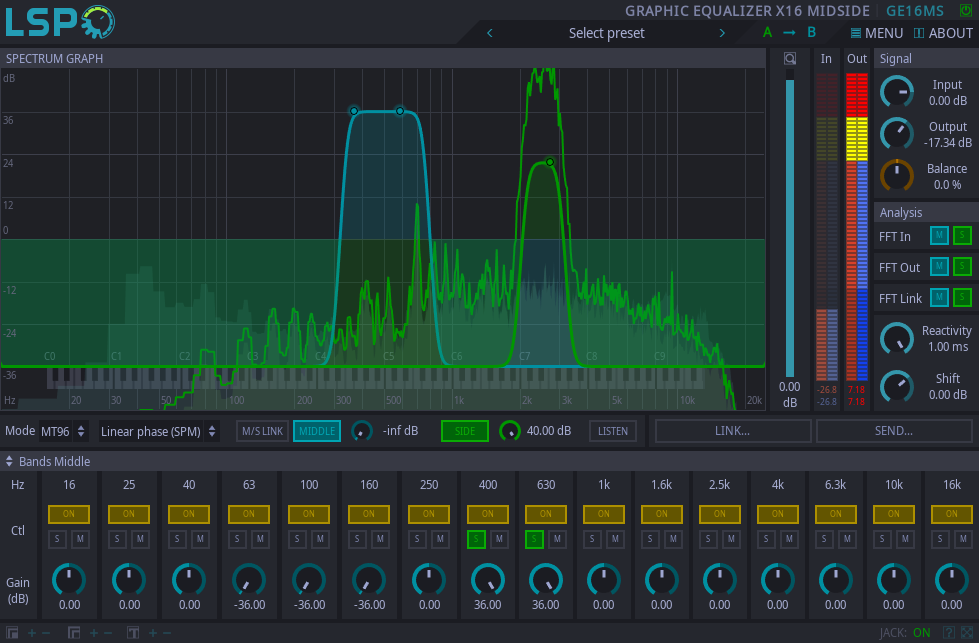 LSP
GRAPHIC EQUALIZER X16 MIDSIDE GE16MS
Select preset A B MENU ABOUT
SPECTRUM GRAPH In Out Signal
dB
36
24
12
0
-12
-24
-36
C0 C1 C2 C3 C4 C5 C6 C7 C8 C9
Hz 20 30 50 100 200 300 500 1k 2k 3k 5k 10k 20k
0.00
dB
-26.8 7.18
-26.8 7.18
Input
0.00 dB
Output
-17.34 dB
Balance
0.0 %
Analysis
FFT In M S
FFT Out M S
FFT Link M S
Reactivity
1.00 ms
Shift
0.00 dB
Mode MT96 Linear phase (SPM) M/S LINK MIDDLE -inf dB SIDE 40.00 dB LISTEN LINK... SEND...
Bands Middle
Hz 16 25 40 63 100 160 250 400 630 1k 1.6k 2.5k 4k 6.3k 10k 16k
ON ON ON ON ON ON ON ON ON ON ON ON ON ON ON ON
Ctl S M S M S M S M S M S M S M S M S M S M S M S M S M S M S M S M
Gain
(dB) 0.00 0.00 0.00 -36.00 -36.00 -36.00 0.00 36.00 36.00 0.00 0.00 0.00 0.00 0.00 0.00 0.00
JACK: ON